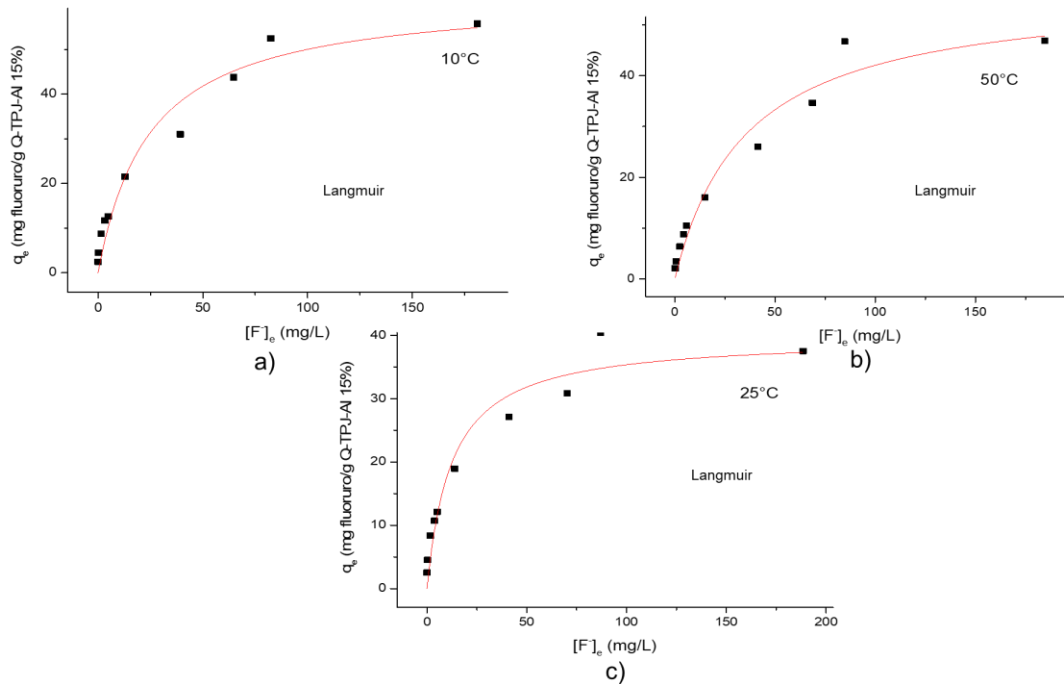 q_e (mg fluoruro/g Q-TPJ-Al 15%)
40
20
0
10°C
Langmuir
0 50 100 150
[F⁻]_e (mg/L)
a)
q_e (mg fluoruro/g Q-TPJ-Al 15%)
40
20
0
50°C
Langmuir
0 50 100 150
[F⁻]_e (mg/L)
b)
q_e (mg fluoruro/g Q-TPJ-Al 15%)
40
30
20
10
0
25°C
Langmuir
0 50 100 150 200
[F⁻]_e (mg/L)
c)